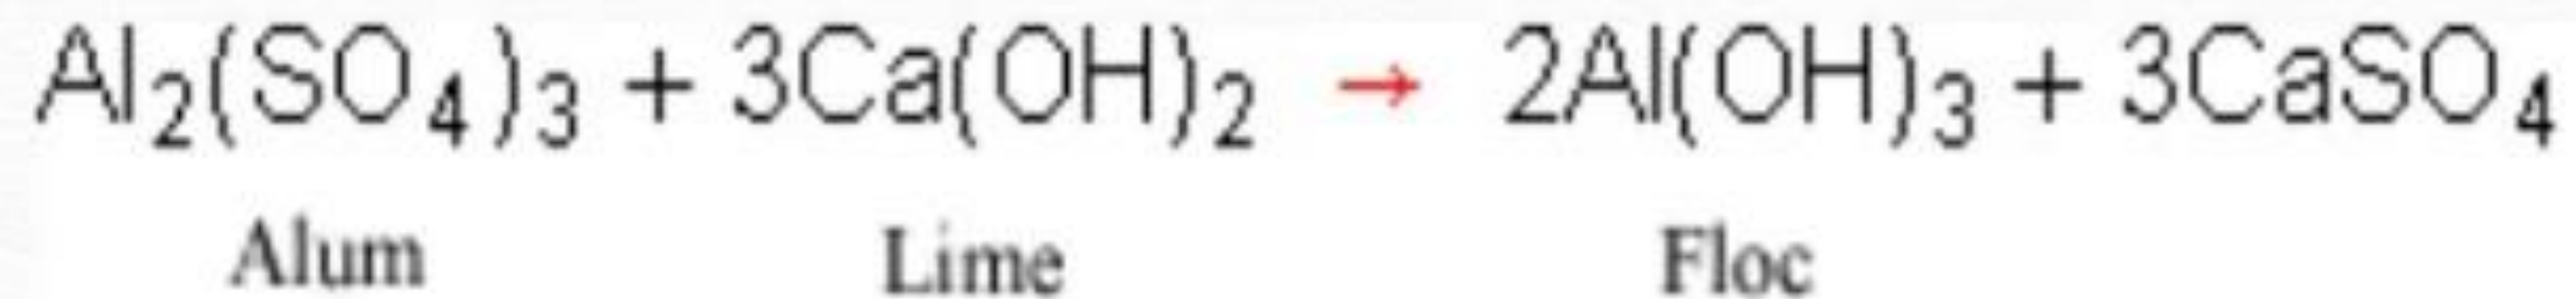 Al₂(SO₄)₃ + 3Ca(OH)₂ → 2Al(OH)₃ + 3CaSO₄
Alum Lime Floc